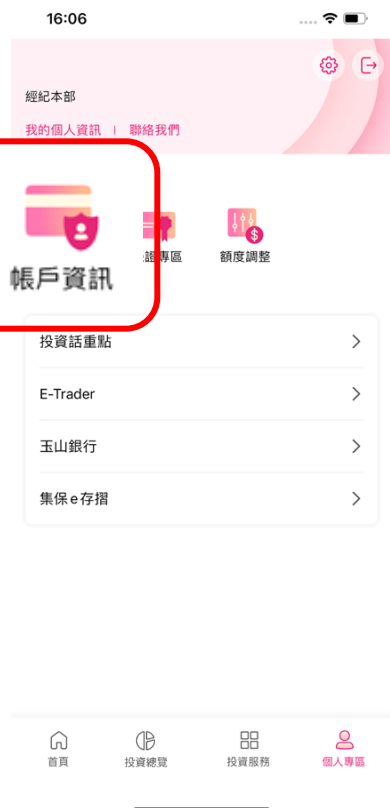 16:06
經紀本部
我的個人資訊 | 聯絡我們
帳戶資訊
證專區
額度調整
投資話重點
E-Trader
玉山銀行
集保e存摺
首頁
投資總覽
投資服務
個人專區